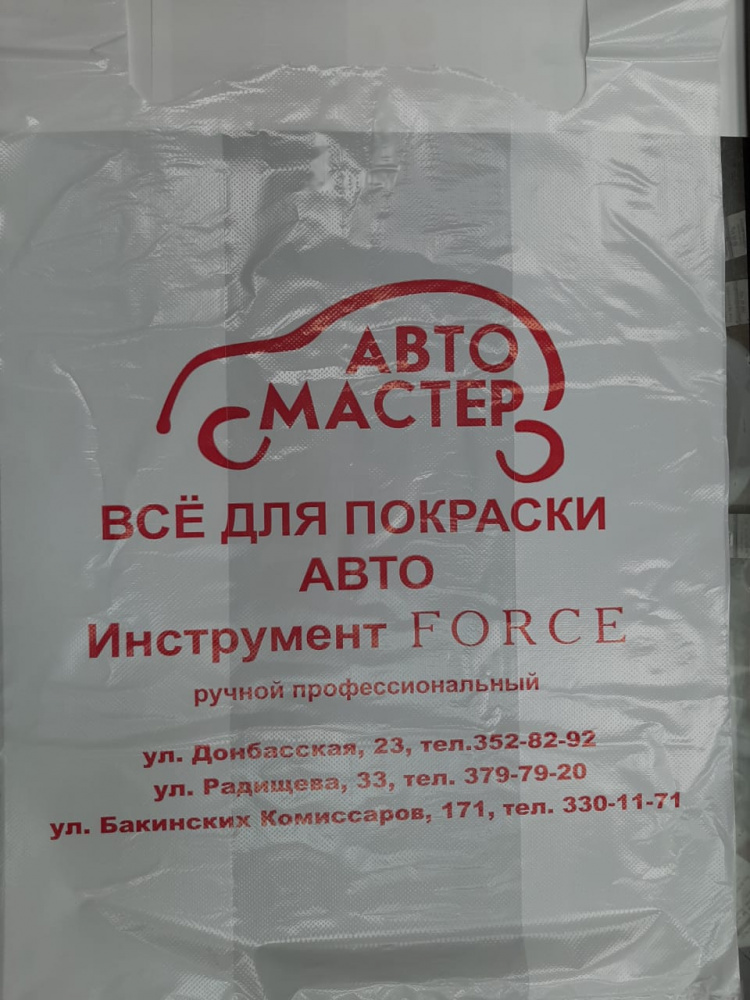 АВТО
МАСТЕР
ВСЁ ДЛЯ ПОКРАСКИ
АВТО
Инструмент FORCE
ручной профессиональный
ул. Донбасская, 23, тел.352-82-92
ул. Радищева, 33, тел. 379-79-20
ул. Бакинских Комиссаров, 171, тел. 330-11-71